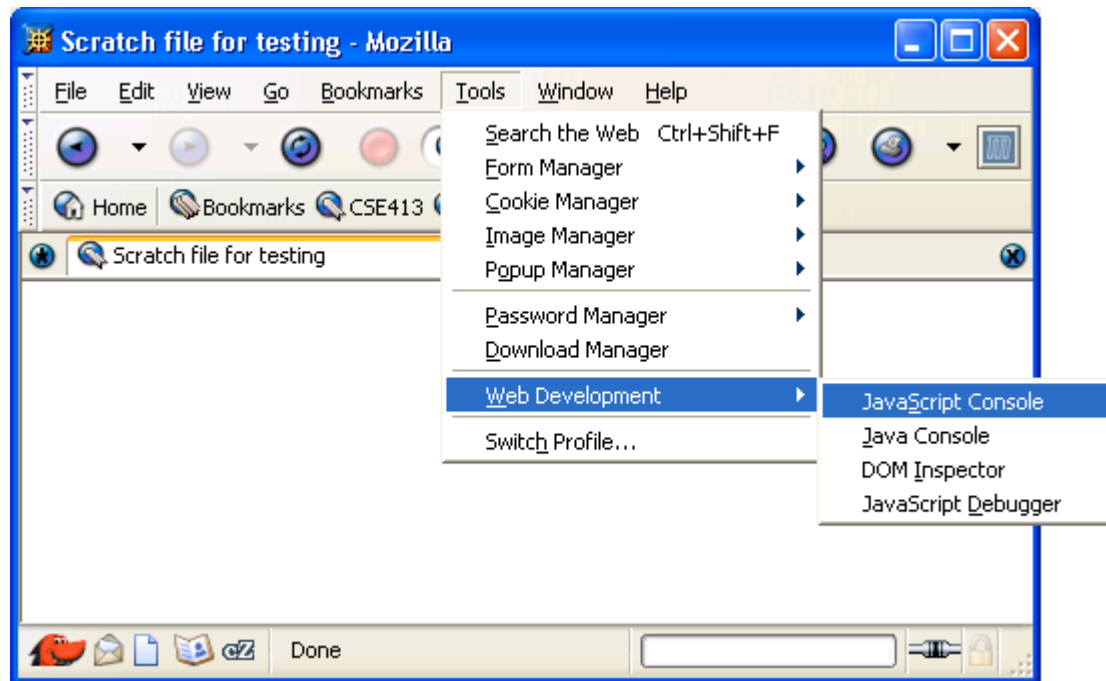 Scratch file for testing - Mozilla
File Edit View Go Bookmarks Tools Window Help
Home Bookmarks CSE413
Scratch file for testing
Search the Web Ctrl+Shift+F
Form Manager
Cookie Manager
Image Manager
Popup Manager
Password Manager
Download Manager
Web Development
Switch Profile...
JavaScript Console
Java Console
DOM Inspector
JavaScript Debugger
Done